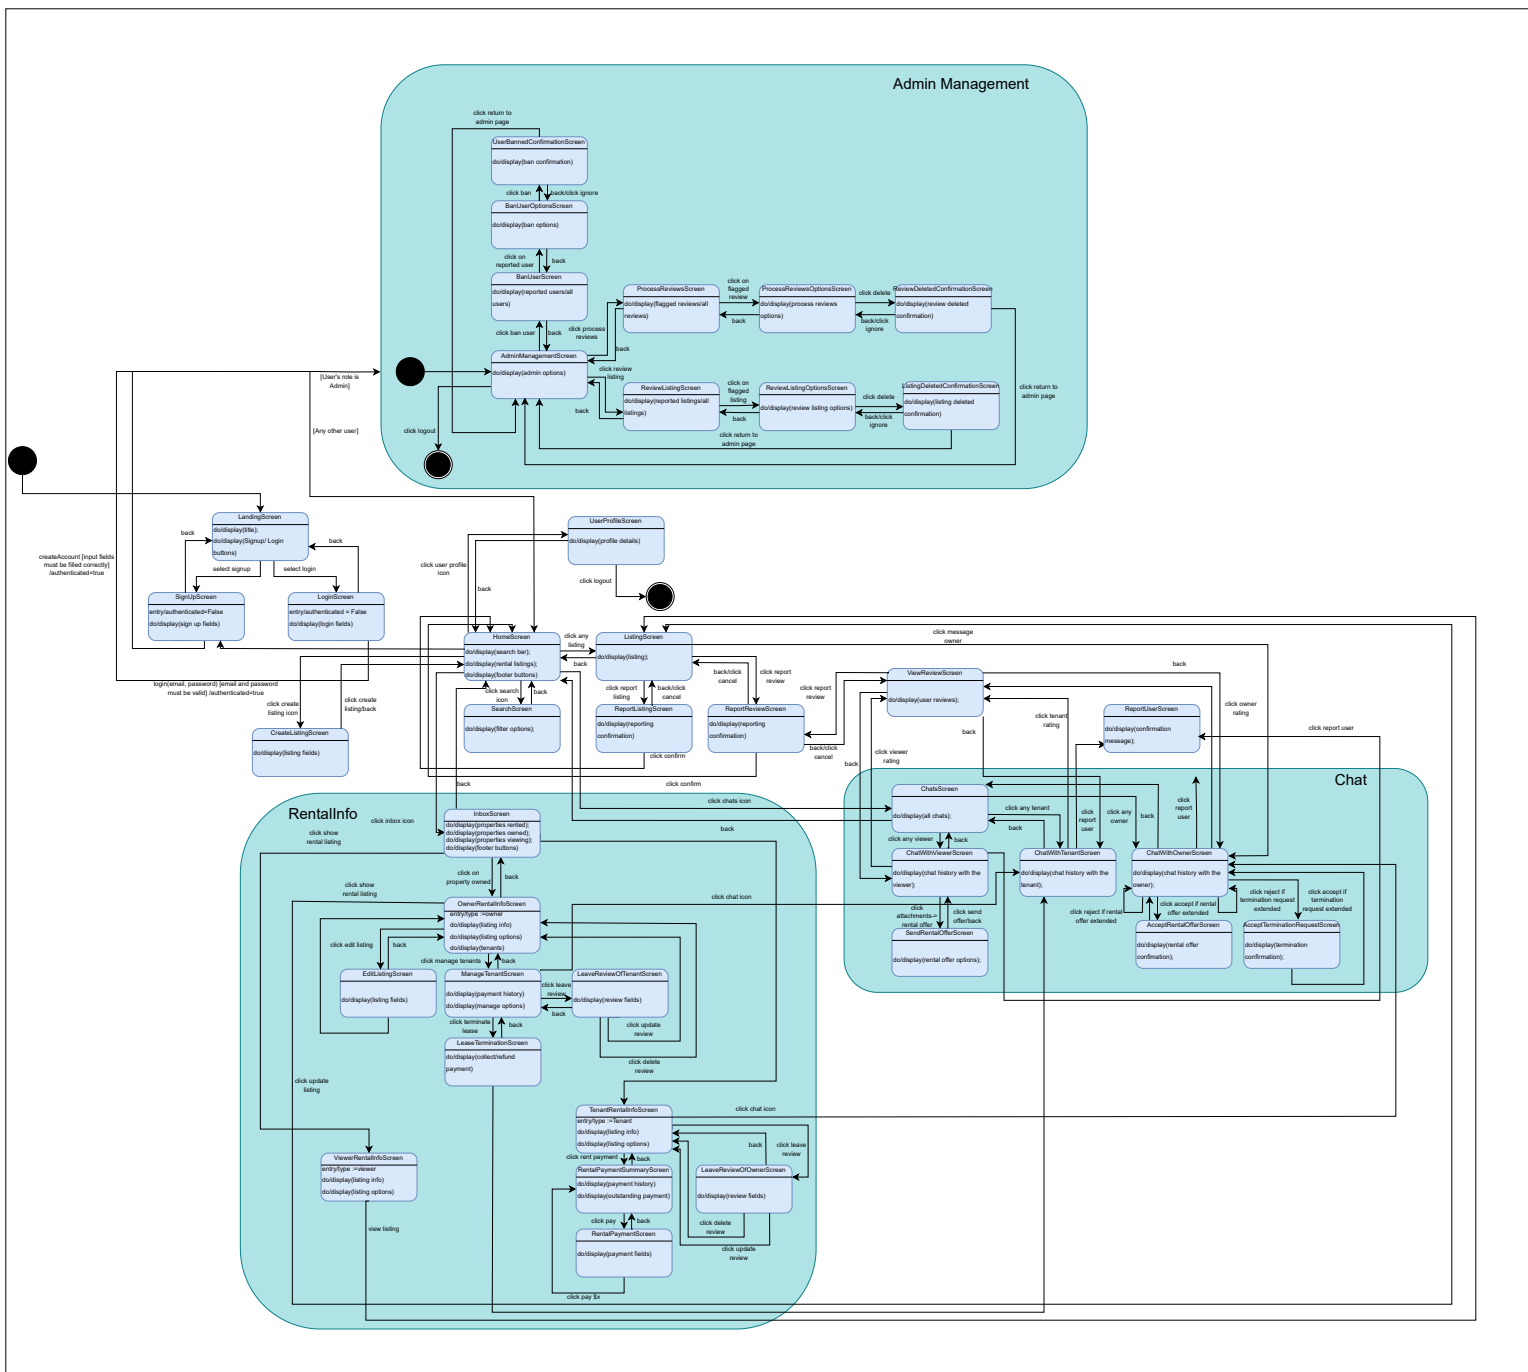 Admin Management
click return to
admin page
UserBannedConfirmationScreen
do/display(ban confirmation)
click ban
back/click ignore
BanUserOptionsScreen
do/display(ban options)
click on
reported user
back
BanUserScreen
do/display(reported users/all
users)
click ban user
back
click process
reviews
ProcessReviewsScreen
do/display(flagged reviews/all
reviews)
click on
flagged
review
back
ProcessReviewsOptionsScreen
do/display(process reviews
options)
click delete
back/click
ignore
ReviewDeletedConfirmationScreen
do/display(review deleted
confirmation)
back
AdminManagementScreen
do/display(admin options)
click review
listing
back
ReviewListingScreen
do/display(reported listings/all
listings)
click on
flagged
listing
back
ReviewListingOptionsScreen
do/display(review listing options)
click delete
back/click
ignore
ListingDeletedConfirmationScreen
do/display(listing deleted
confirmation)
click return to
admin page
click return to
admin page
click logout
[User's role is
Admin]
[Any other user]
LandingScreen
do/display(title);
do/display(Signup/ Login
buttons)
back
back
select signup
select login
createAccount [input fields
must be filled correctly]
/authenticated=true
SignUpScreen
entry/authenticated=False
do/display(sign up fields)
LoginScreen
entry/authenticated = False
do/display(login fields)
login(email, password) [email and password
must be valid] /authenticated=true
UserProfileScreen
do/display(profile details)
click user profile
icon
back
click logout
HomeScreen
do/display(search bar);
do/display(rental listings);
do/display(footer buttons)
click any
listing
back
ListingScreen
do/display(listing);
click message
owner
click create
listing icon
click create
listing/back
CreateListingScreen
do/display(listing fields)
click search
icon
back
SearchScreen
do/display(filter options);
click report
listing
back/click
cancel
ReportListingScreen
do/display(reporting
confirmation)
click confirm
back/click
cancel
click report
review
ReportReviewScreen
do/display(reporting
confirmation)
click confirm
click report review
back/click
cancel
ViewReviewScreen
do/display(user reviews);
back
click owner
rating
click tenant
rating
back
click viewer
rating
back
ReportUserScreen
do/display(confirmation
message);
click report user
Chat
ChatsScreen
do/display(all chats);
click chats icon
back
click any viewer
back
click any tenant
back
click
report
user
click any
owner
back
click
report
user
ChatWithViewerScreen
do/display(chat history with the
viewer);
ChatWithTenantScreen
do/display(chat history with the
tenant);
ChatWithOwnerScreen
do/display(chat history with the
owner);
click
attachments->
rental offer
click send
offer/back
SendRentalOfferScreen
do/display(rental offer options);
click reject if rental
offer extended
click accept if rental
offer extended
click reject if
termination request
extended
click accept if
termination
request extended
AcceptRentalOfferScreen
do/display(rental offer
confimation);
AcceptTerminationRequestScreen
do/display(termination
confirmation);
RentalInfo
back
click inbox icon
InboxScreen
do/display(properties rented);
do/display(properties owned);
do/display(properties viewing);
do/display(footer buttons)
click show
rental listing
click on
property owned
back
click show
rental listing
click chat icon
OwnerRentalInfoScreen
entry/type :=owner
do/display(listing info)
do/display(listing options)
do/display(tenants)
click edit listing
back
EditListingScreen
do/display(listing fields)
click manage tenants
back
ManageTenantScreen
do/display(payment history)
do/display(manage options)
click leave
review
back
LeaveReviewOfTenantScreen
do/display(review fields)
click update
review
click delete
review
click terminate
lease
back
LeaseTerminationScreen
do/display(collect/refund
payment)
click update
listing
TenantRentalInfoScreen
entry/type :=Tenant
do/display(listing info)
do/display(listing options)
click chat icon
back
click leave
review
click rent payment
back
ViewerRentalInfoScreen
entry/type :=viewer
do/display(listing info)
do/display(listing options)
view listing
RentalPaymentSummaryScreen
do/display(payment history)
do/display(outstanding payment)
LeaveReviewOfOwnerScreen
do/display(review fields)
click pay
back
click delete
review
click update
review
RentalPaymentScreen
do/display(payment fields)
click pay $x